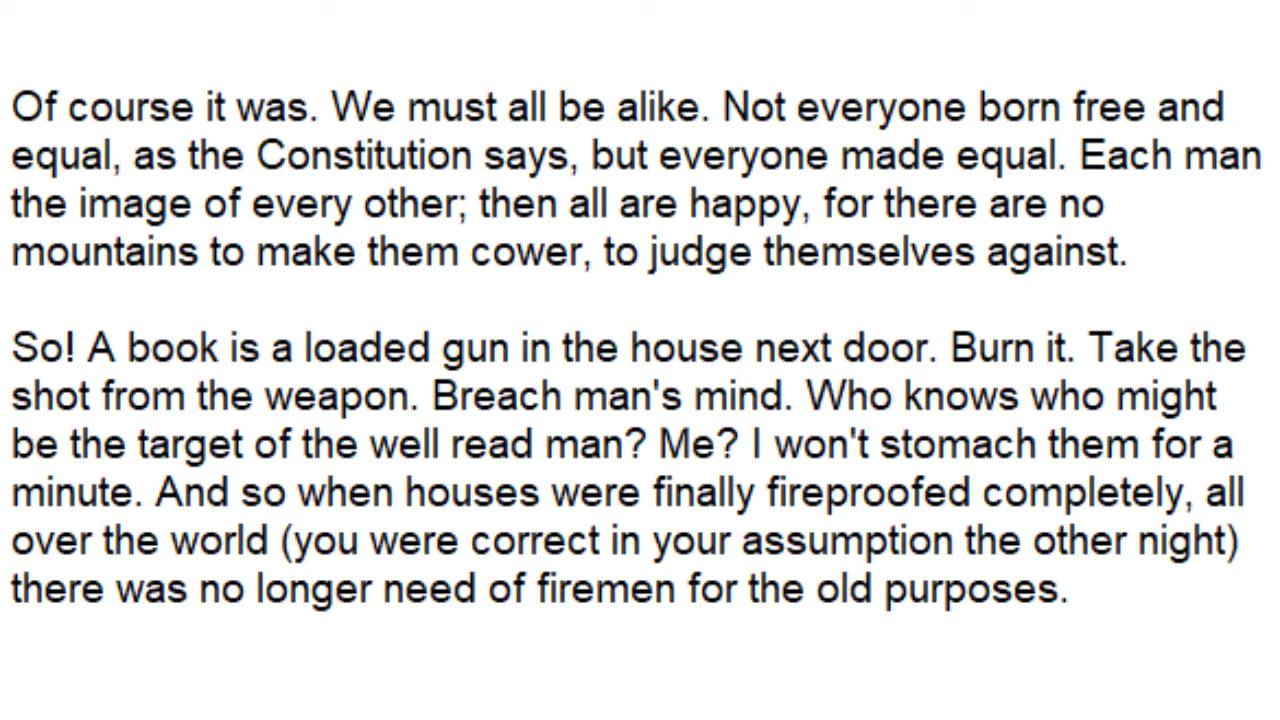 Of course it was. We must all be alike. Not everyone born free and
equal, as the Constitution says, but everyone made equal. Each man
the image of every other; then all are happy, for there are no
mountains to make them cower, to judge themselves against.
So! A book is a loaded gun in the house next door. Burn it. Take the
shot from the weapon. Breach man's mind. Who knows who might
be the target of the well read man? Me? I won't stomach them for a
minute. And so when houses were finally fireproofed completely, all
over the world (you were correct in your assumption the other night)
there was no longer need of firemen for the old purposes.